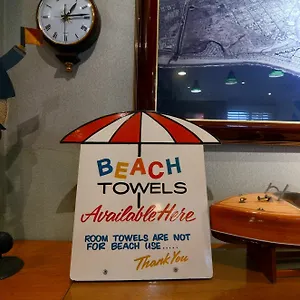 BEACH
TOWELS
Available Here
ROOM TOWELS ARE NOT
FOR BEACH USE.....
Thank You